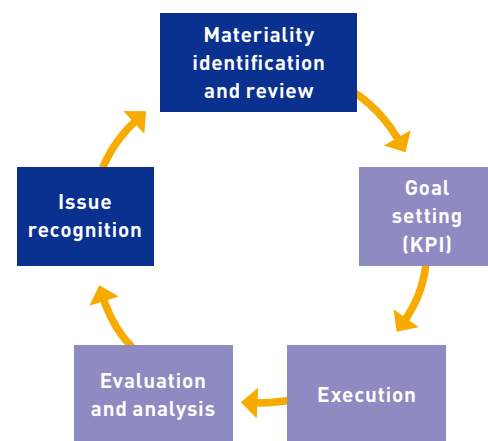 Materiality
identification
and review
Issue
recognition
Goal
setting
(KPI)
Evaluation
and analysis
Execution